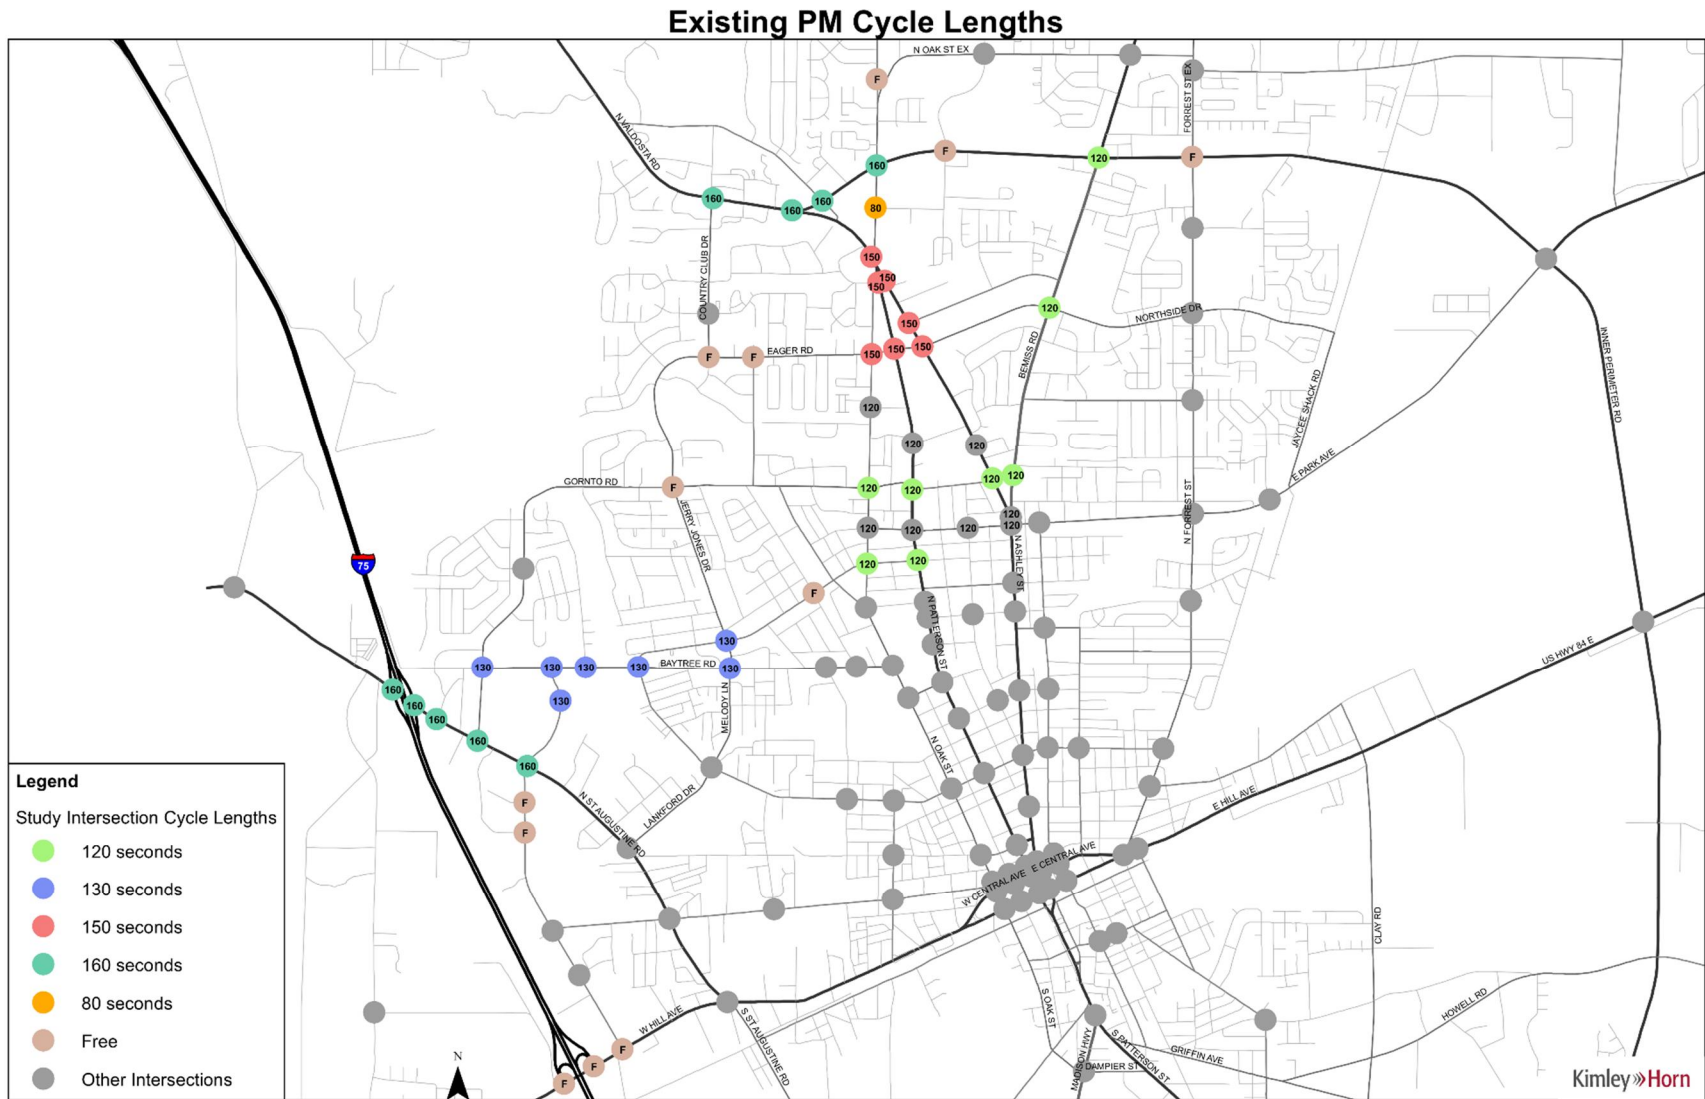 Existing PM Cycle Lengths
N OAK ST EX
F
FORREST ST EX
N VALDOSTA RD
160
F
120
F
160
160
160
80
COUNTRY CLUB DR
150
150
150
120
NORTHSIDE DR
150
BEMISS RD
F
F
EAGER RD
150
150
150
INNER PERIMETER RD
JAYCEE SHACK RD
120
120
120
E PARK AVE
GORNTO RD
F
120
120
120
120
JERRY JONES DR
N FORREST ST
120
120
120
120
120
N ASHLEY ST
75
120
120
F
N PATTERSON ST
130
US HWY 84 E
130
130
130
130
BAYTREE RD
130
160
160
160
130
MELODY LN
160
160
N OAK ST
F
F
N ST AUGUSTINE RD
LANKFORD DR
E HILL AVE
W CENTRAL AVE
E CENTRAL AVE
CLAY RD
W HILL AVE
S ST AUGUSTINE RD
S OAK ST
MADISON HWY
S PATTERSON ST
DAMPIER ST
GRIFFIN AVE
HOWELL RD
F
F
F
Legend
Study Intersection Cycle Lengths
120 seconds
130 seconds
150 seconds
160 seconds
80 seconds
Free
Other Intersections
N
Kimley»Horn